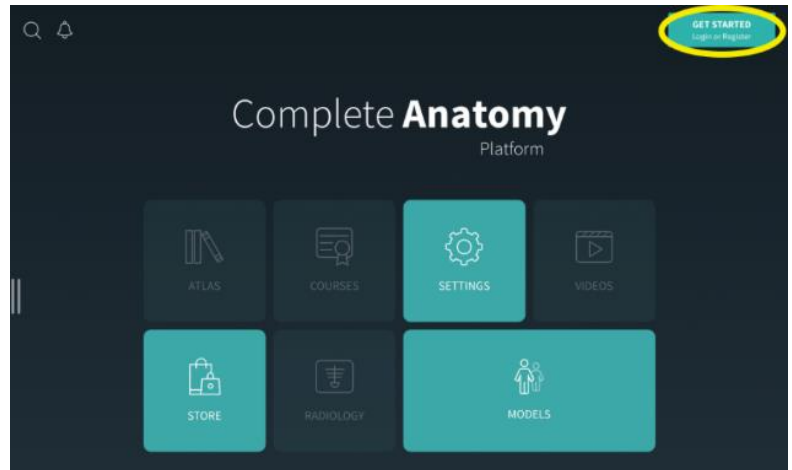 GET STARTED
Login or Register
Complete Anatomy
Platform
ATLAS
COURSES
SETTINGS
VIDEOS
STORE
RADIOLOGY
MODELS